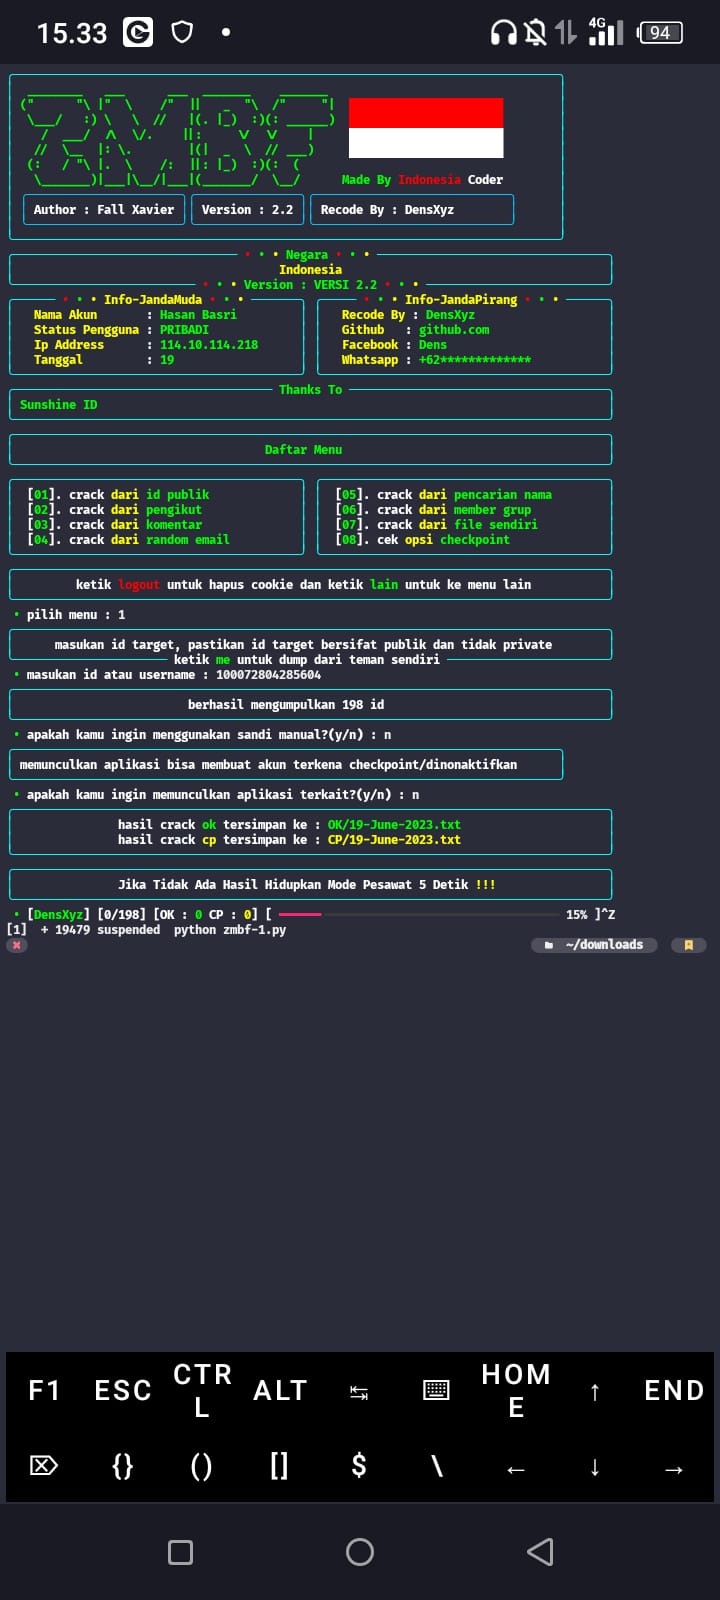 15.33
4G
94
Made By Indonesia Coder
Author : Fall Xavier
Version : 2.2
Recode By : DensXyz
• • • Negara • • •
Indonesia
• • • Version : VERSI 2.2 • • •
• • • Info-JandaMuda • • •
Nama Akun : Hasan Basri
Status Pengguna : PRIBADI
Ip Address : 114.10.114.218
Tanggal : 19
• • • Info-JandaPirang • • •
Recode By : DensXyz
Github : github.com
Facebook : Dens
Whatsapp : +62*************
Thanks To
Sunshine ID
Daftar Menu
[01]. crack dari id publik
[02]. crack dari pengikut
[03]. crack dari komentar
[04]. crack dari random email
[05]. crack dari pencarian nama
[06]. crack dari member grup
[07]. crack dari file sendiri
[08]. cek opsi checkpoint
ketik logout untuk hapus cookie dan ketik lain untuk ke menu lain
• pilih menu : 1
masukan id target, pastikan id target bersifat publik dan tidak private
ketik me untuk dump dari teman sendiri
• masukan id atau username : 100072804285604
berhasil mengumpulkan 198 id
• apakah kamu ingin menggunakan sandi manual?(y/n) : n
memunculkan aplikasi bisa membuat akun terkena checkpoint/dinonaktifkan
• apakah kamu ingin memunculkan aplikasi terkait?(y/n) : n
hasil crack ok tersimpan ke : OK/19-June-2023.txt
hasil crack cp tersimpan ke : CP/19-June-2023.txt
Jika Tidak Ada Hasil Hidupkan Mode Pesawat 5 Detik !!!
• [DensXyz] [0/198] [OK : 0 CP : 0] [ 15% ]^Z
[1] + 19479 suspended python zmbf-1.py
~/downloads
F1 ESC CTRL ALT HOME ↑ END
{} () [] $ \ ← ↓ →